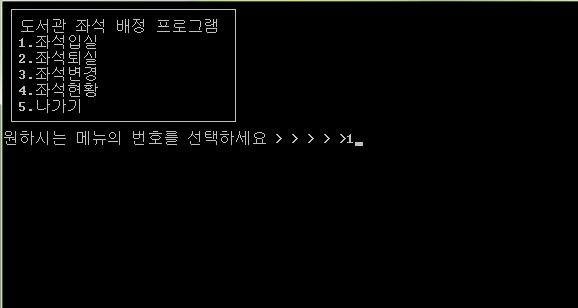 도서관 좌석 배정 프로그램
1.좌석입실
2.좌석퇴실
3.좌석변경
4.좌석현황
5.나가기
원하시는 메뉴의 번호를 선택하세요 > > > > >1